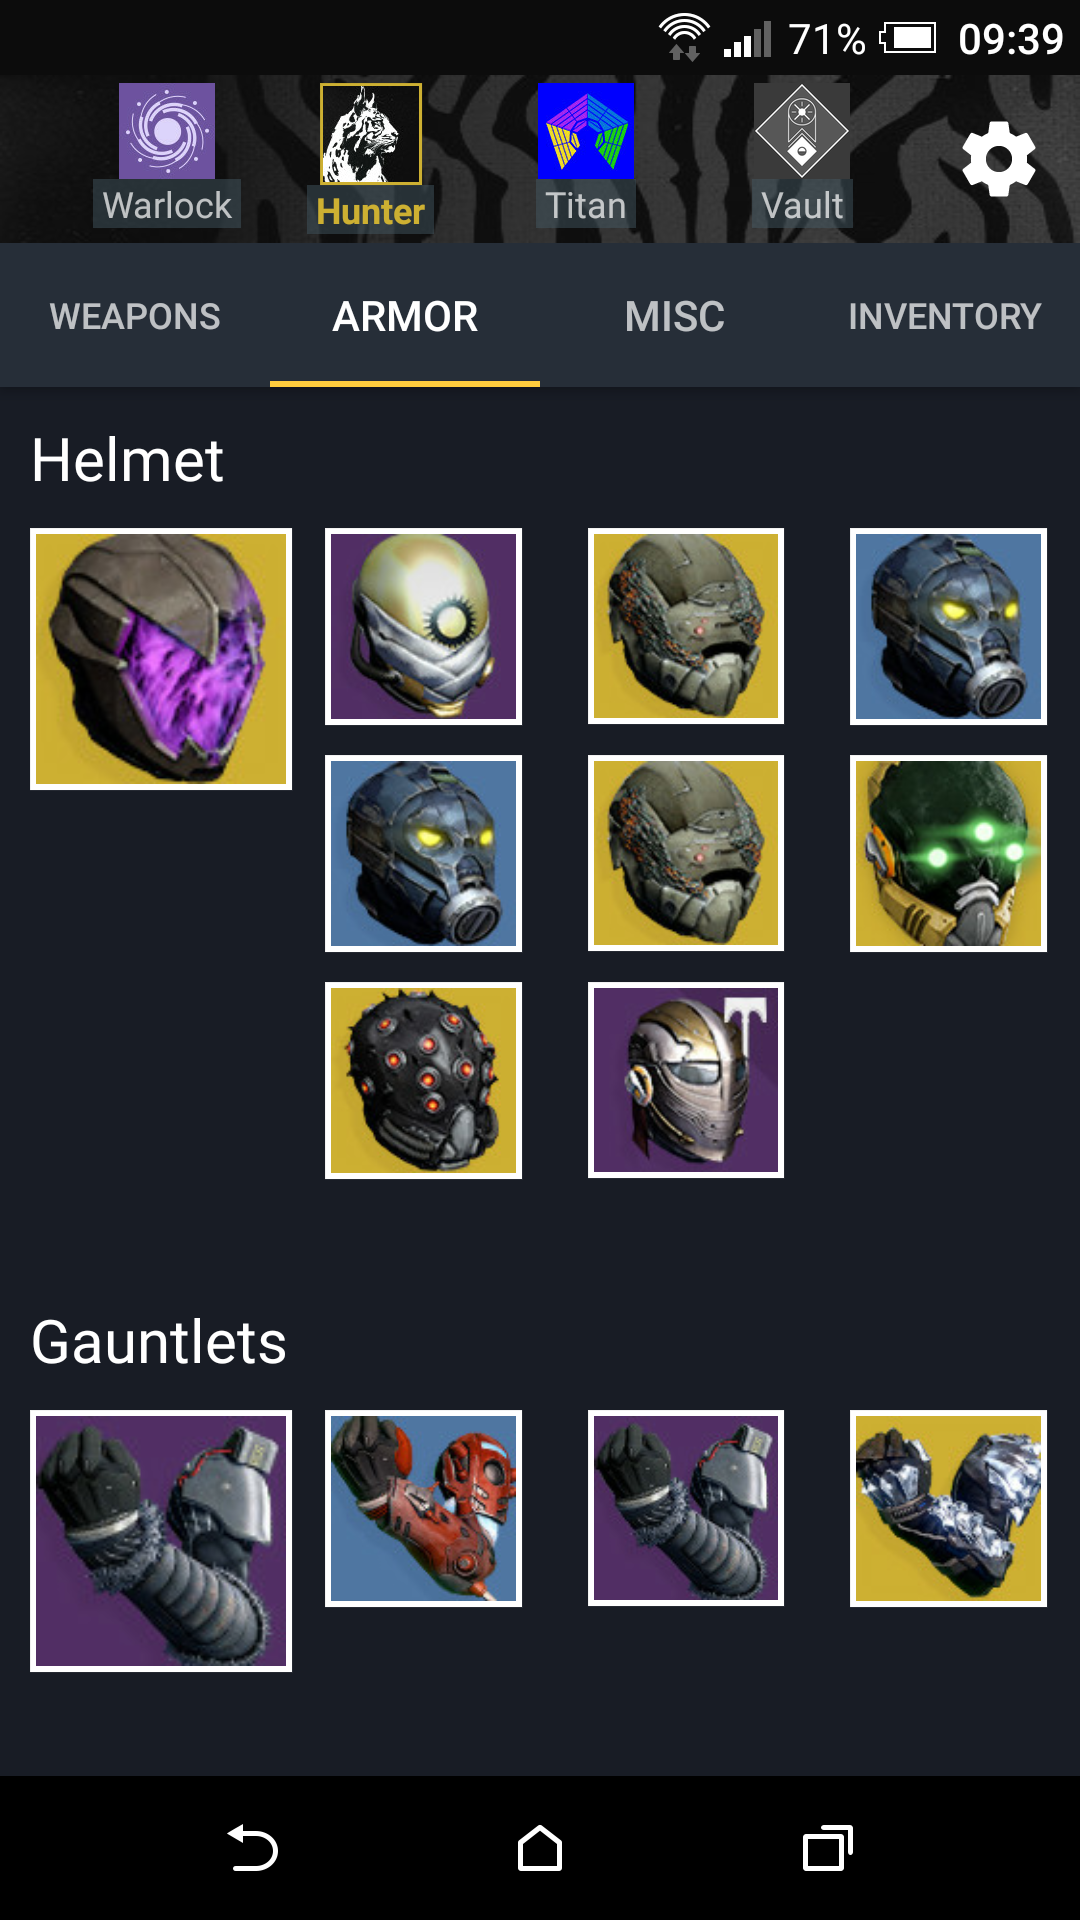 71% 09:39
Warlock Hunter Titan Vault
WEAPONS ARMOR MISC INVENTORY
Helmet
Gauntlets